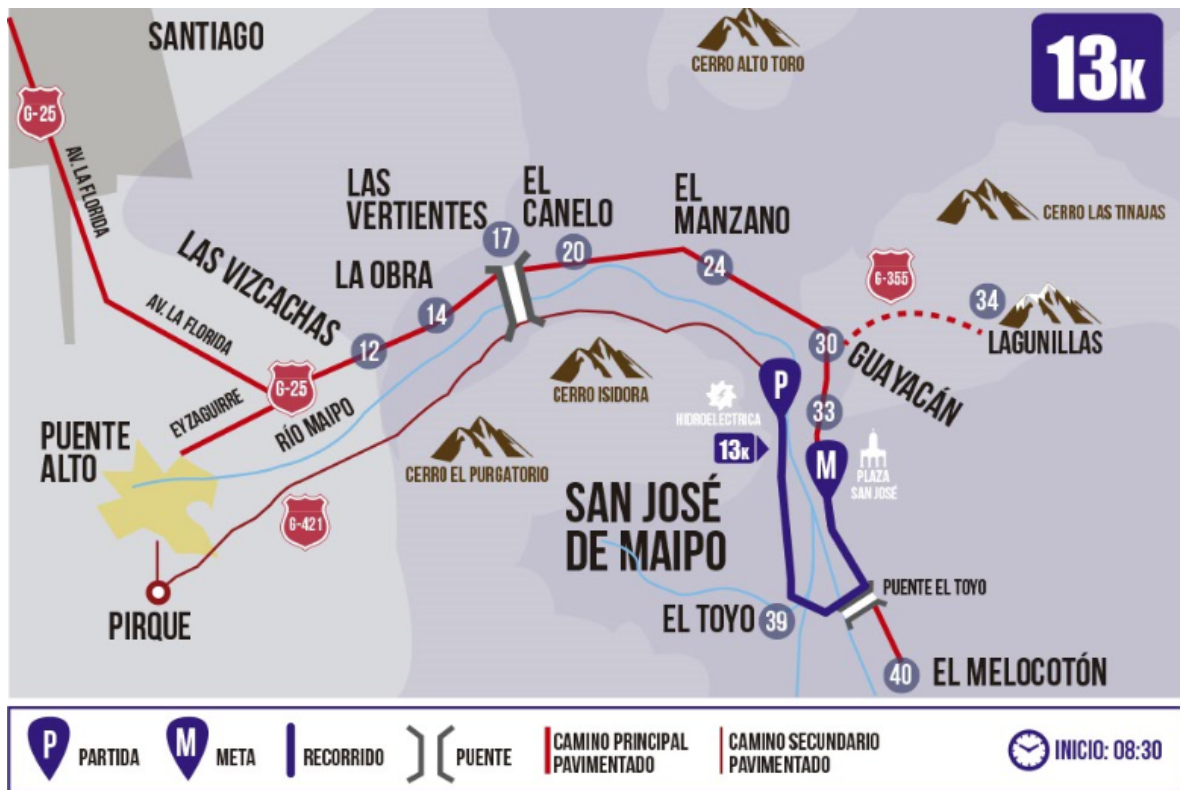 SANTIAGO
CERRO ALTO TORO
13K
G-25
AV. LA FLORIDA
LAS
VERTIENTES
EL
CANELO
EL
MANZANO
CERRO LAS TINAJAS
17
20
24
G-355
LAS VIZCACHAS
LA OBRA
14
12
AV. LA FLORIDA
34
LAGUNILLAS
30
GUAYACÁN
CERRO ISIDORA
P
G-25
EYZAGUIRRE
RÍO MAIPO
HIDROELECTRICA
33
PUENTE
ALTO
CERRO EL PURGATORIO
13K
M
PLAZA
SAN JOSÉ
G-421
SAN JOSÉ
DE MAIPO
PUENTE EL TOYO
PIRQUE
EL TOYO
39
40
EL MELOCOTÓN
P
PARTIDA
M
META
RECORRIDO
PUENTE
CAMINO PRINCIPAL
PAVIMENTADO
CAMINO SECUNDARIO
PAVIMENTADO
INICIO: 08:30